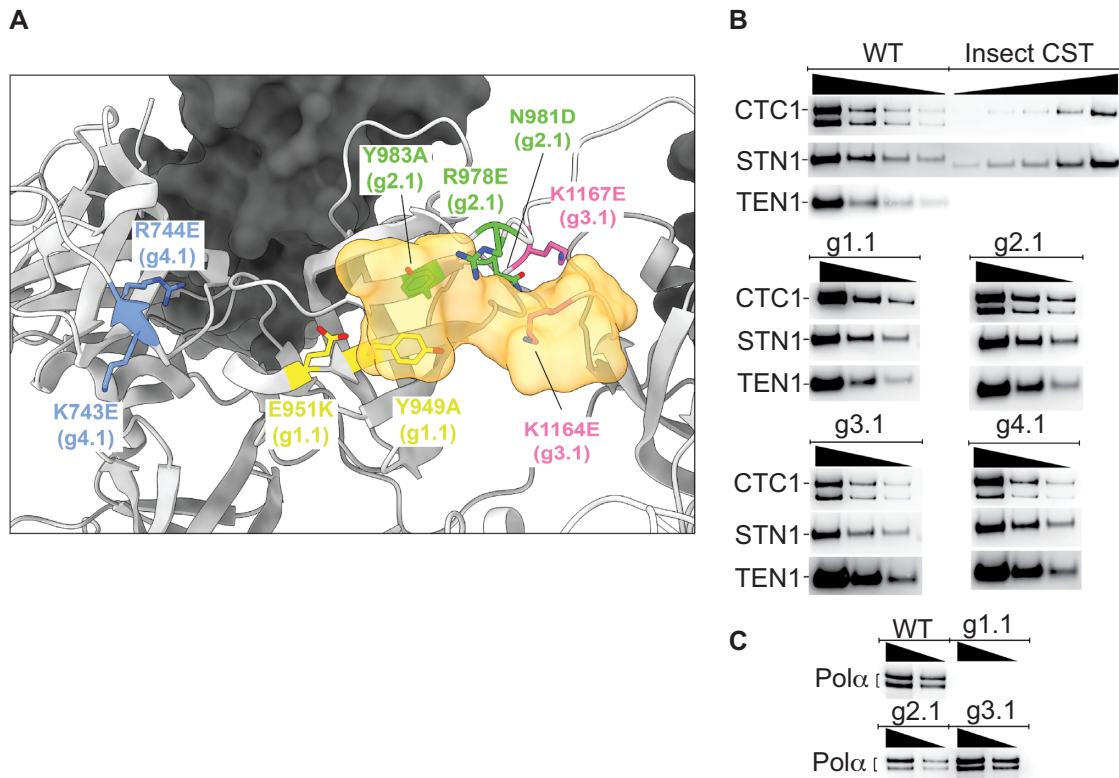 A
N981D
(g2.1)
Y983A
(g2.1)
R978E
(g2.1)
K1167E
(g3.1)
R744E
(g4.1)
K743E
(g4.1)
E951K
(g1.1)
Y949A
(g1.1)
K1164E
(g3.1)
B
WT Insect CST
CTC1
STN1
TEN1
g1.1 g2.1
CTC1
STN1
TEN1
g3.1 g4.1
CTC1
STN1
TEN1
C
WT g1.1
Polα
g2.1 g3.1
Polα